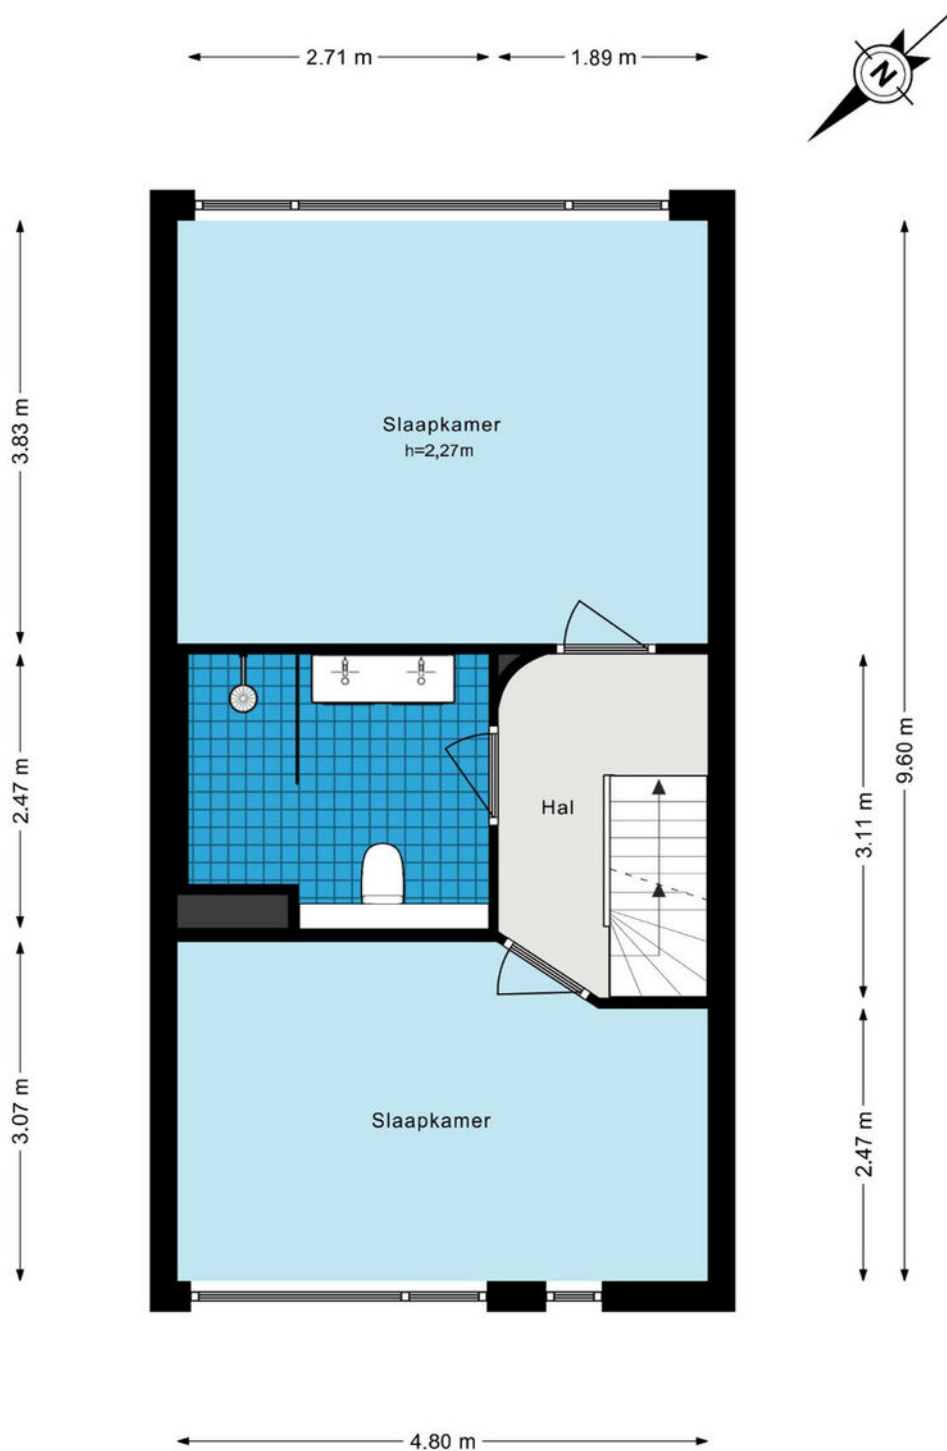 2.71 m
1.89 m
N
3.83 m
Slaapkamer
h=2,27m
9.60 m
2.47 m
Hal
3.11 m
3.07 m
Slaapkamer
2.47 m
4.80 m